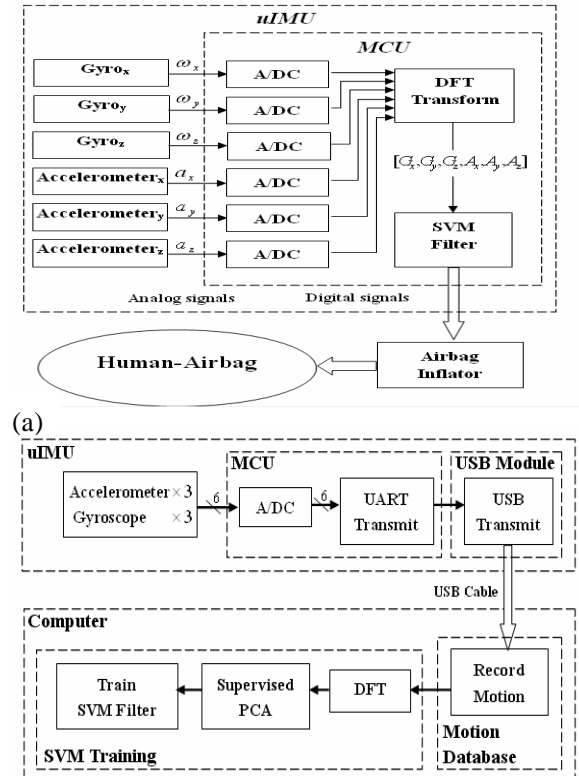 uIMU
MCU
Gyrox
ωx
A/DC
DFT
Transform
Gyroy
ωy
A/DC
Gyroz
ωz
A/DC
[Gx,Gy,Gz,Ax,Ay,Az]
Accelerometerx
ax
A/DC
Accelerometery
ay
A/DC
SVM
Filter
Accelerometerz
az
A/DC
Analog signals
Digital signals
Human-Airbag
Airbag
Inflator
(a)
uIMU
MCU
USB Module
Accelerometer ×3
Gyroscope ×3
6
A/DC
6
UART
Transmit
USB
Transmit
USB Cable
Computer
Train
SVM Filter
Supervised
PCA
DFT
Record
Motion
SVM Training
Motion
Database